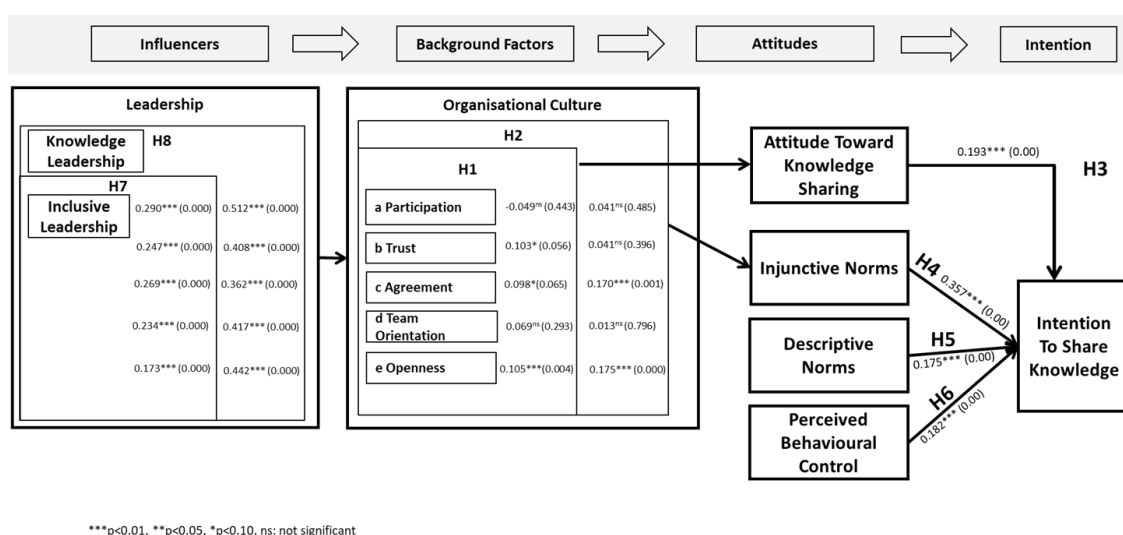 Influencers
Background Factors
Attitudes
Intention
Leadership
Knowledge
Leadership
H8
H7
Inclusive
Leadership
0.290*** (0.000)
0.512*** (0.000)
0.247*** (0.000)
0.408*** (0.000)
0.269*** (0.000)
0.362*** (0.000)
0.234*** (0.000)
0.417*** (0.000)
0.173*** (0.000)
0.442*** (0.000)
Organisational Culture
H2
H1
a Participation
-0.049ns (0.443)
0.041ns (0.485)
b Trust
0.103* (0.056)
0.041ns (0.396)
c Agreement
0.098*(0.065)
0.170*** (0.001)
d Team
Orientation
0.069ns (0.293)
0.013ns (0.796)
e Openness
0.105***(0.004)
0.175*** (0.000)
Attitude Toward
Knowledge
Sharing
0.193*** (0.00)
H3
Injunctive Norms
H4
0.357*** (0.00)
Descriptive
Norms
H5
0.175*** (0.00)
Perceived
Behavioural
Control
H6
0.182*** (0.00)
Intention
To Share
Knowledge
***p<0.01, **p<0.05, *p<0.10, ns: not significant